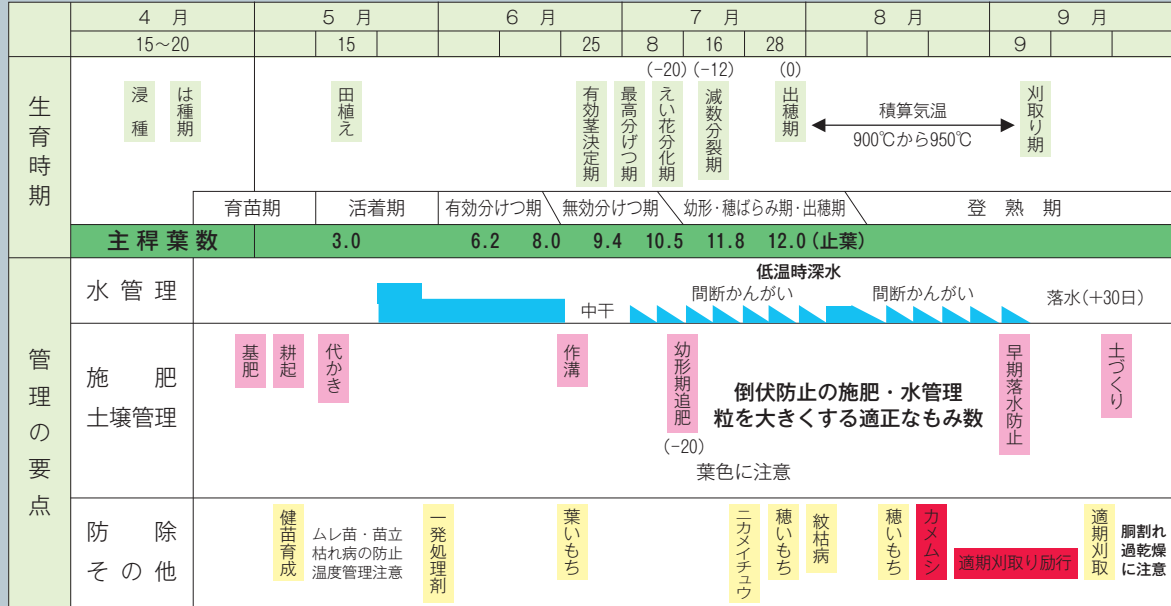 4月 5月 6月 7月 8月 9月
15～20 15 25 8 16 28 9
生育時期
(−20) (−12) (0)
浸種
は種期
田植え
有効茎決定期
最高分げつ期
えい花分化期
減数分裂期
出穂期
積算気温
900℃から950℃
刈取り期
育苗期 活着期 有効分けつ期 無効分けつ期 幼形・穂ばらみ期・出穂期 登熟期
主稈葉数 3.0 6.2 8.0 9.4 10.5 11.8 12.0(止葉)
管理の要点
水管理
中干
低温時深水
間断かんがい
間断かんがい
落水(+30日)
施肥
土壌管理
基肥
耕起
代かき
作溝
幼形期追肥
(−20)
葉色に注意
倒伏防止の施肥・水管理
粒を大きくする適正なもみ数
早期落水防止
土づくり
防除
その他
健苗育成
ムレ苗・苗立
枯れ病の防止
温度管理注意
一発処理剤
葉いもち
ニカメイチュウ
穂いもち
紋枯病
穂いもち
カメムシ
適期刈取り励行
適期刈取
胴割れ
過乾燥
に注意